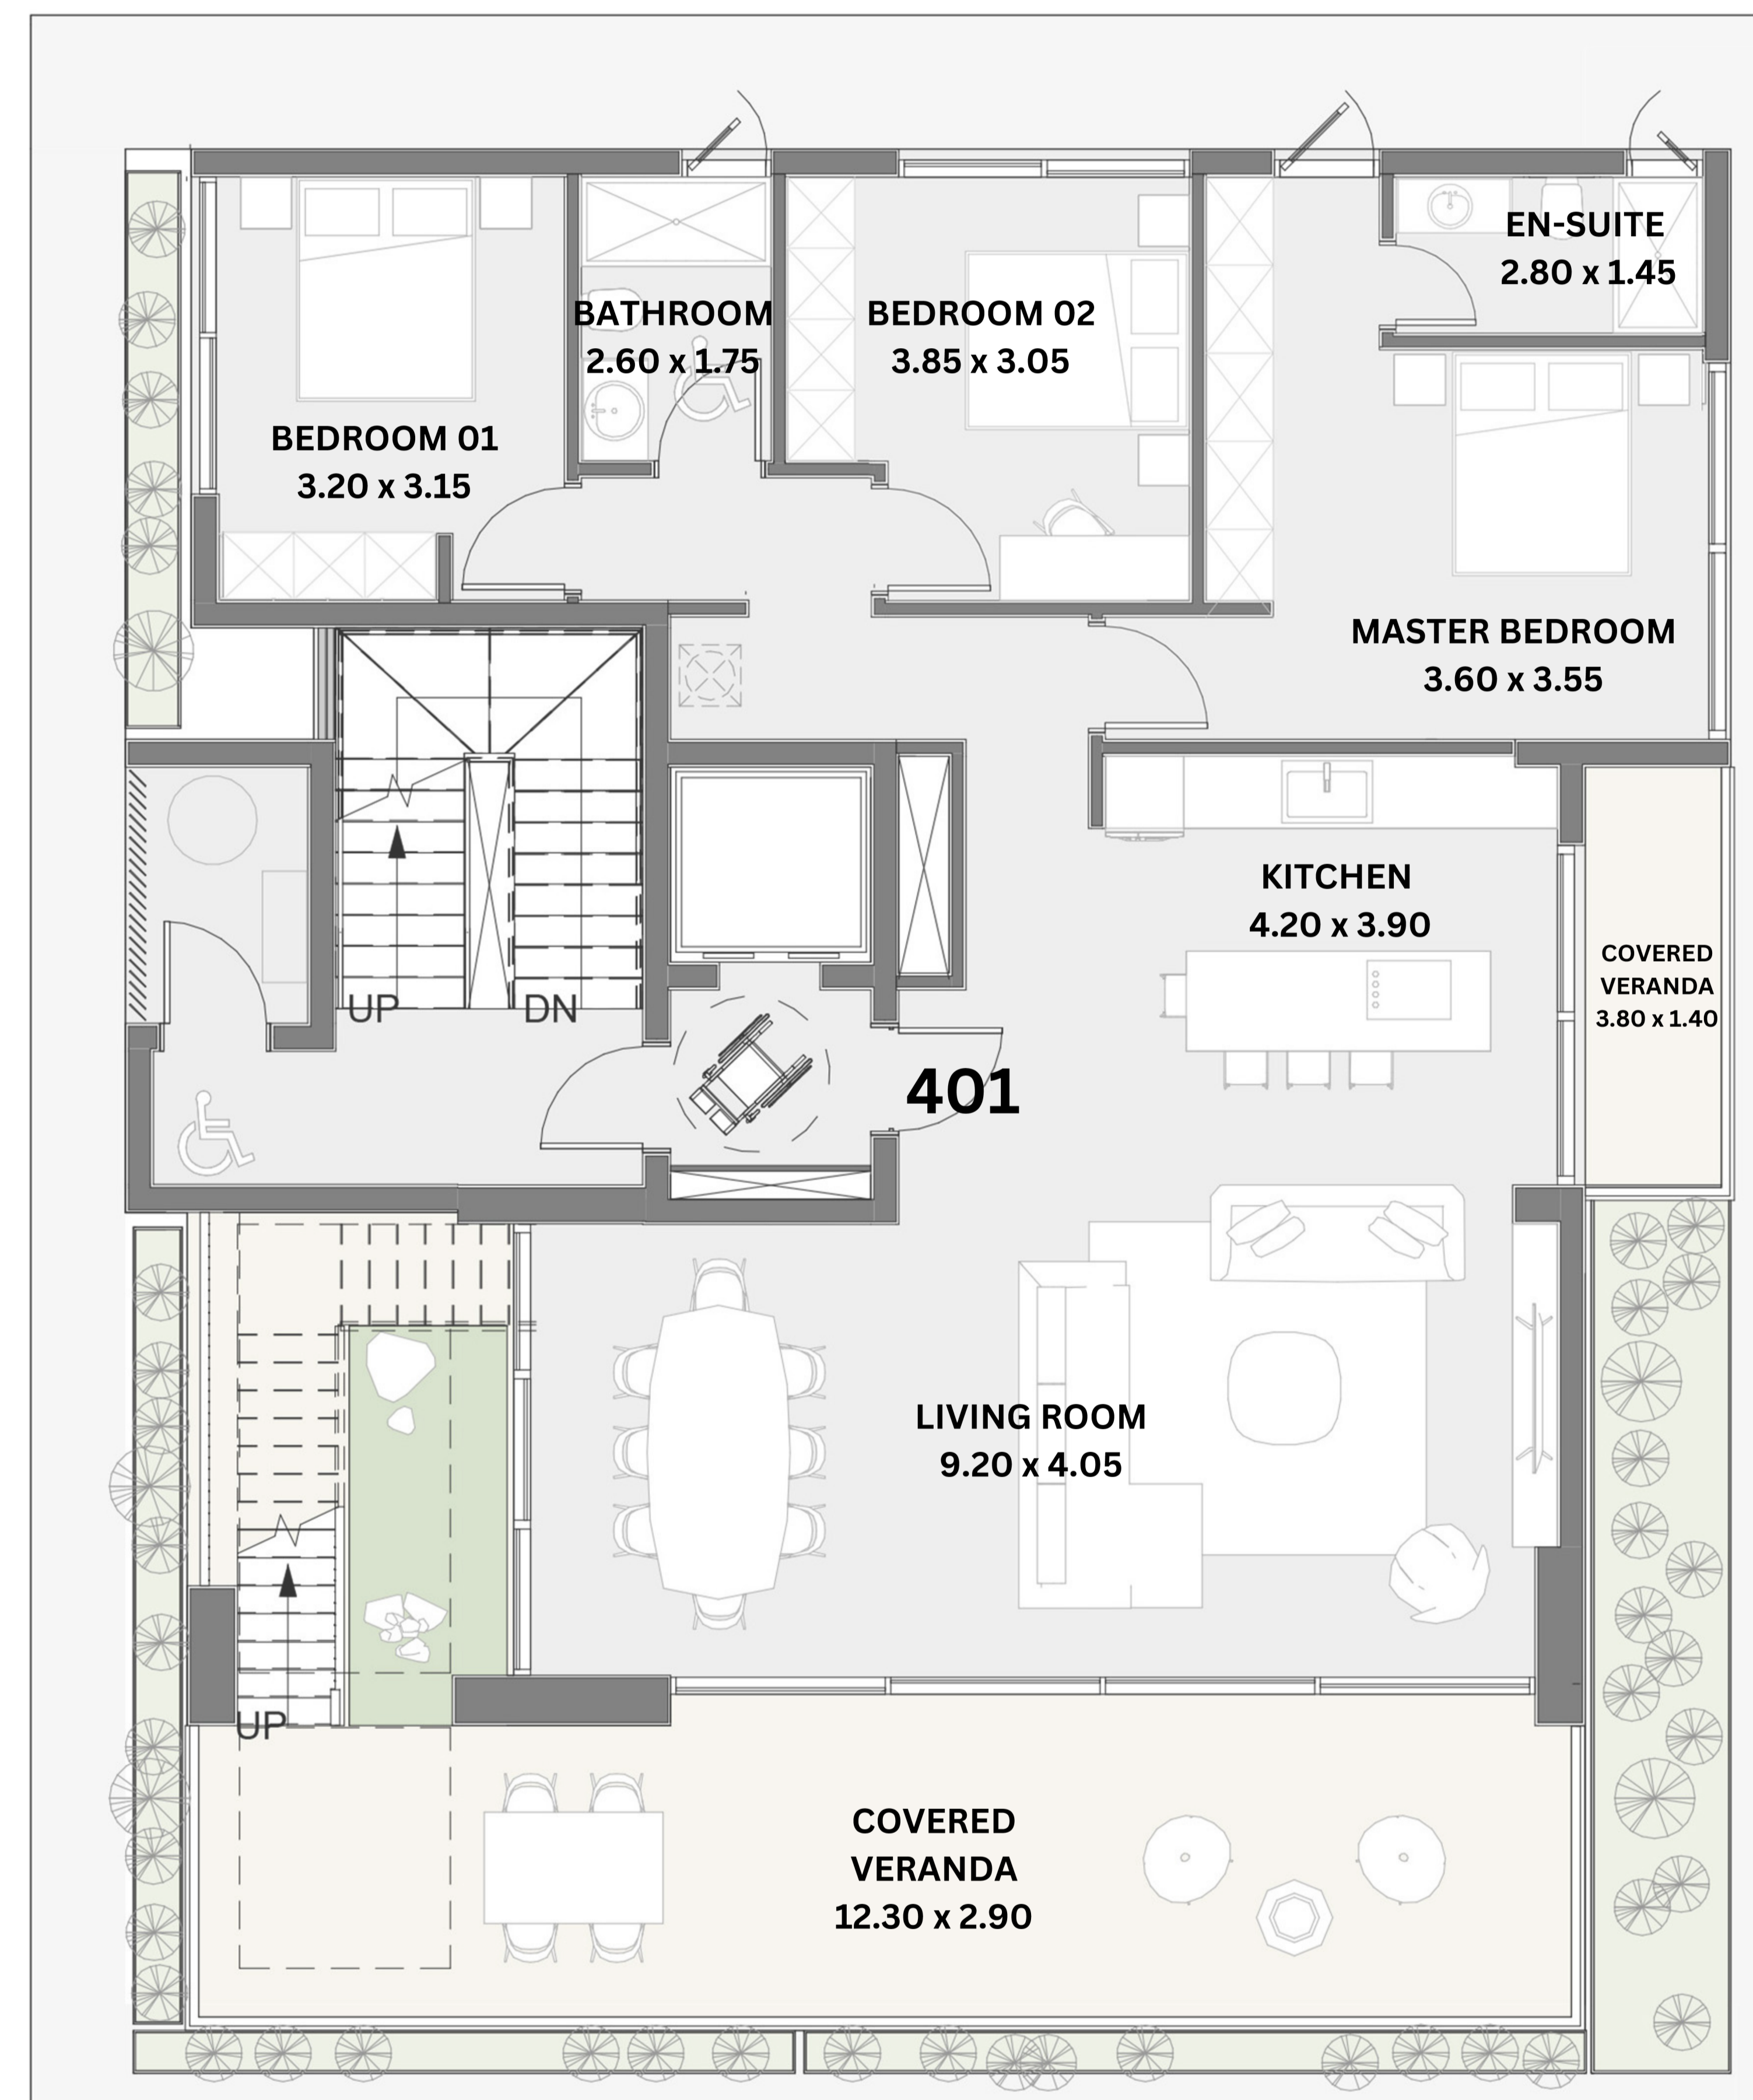 EN-SUITE
2.80 x 1.45
BATHROOM
2.60 x 1.75
BEDROOM 02
3.85 x 3.05
BEDROOM 01
3.20 x 3.15
MASTER BEDROOM
3.60 x 3.55
KITCHEN
4.20 x 3.90
COVERED
VERANDA
3.80 x 1.40
UP
DN
401
LIVING ROOM
9.20 x 4.05
UP
COVERED
VERANDA
12.30 x 2.90